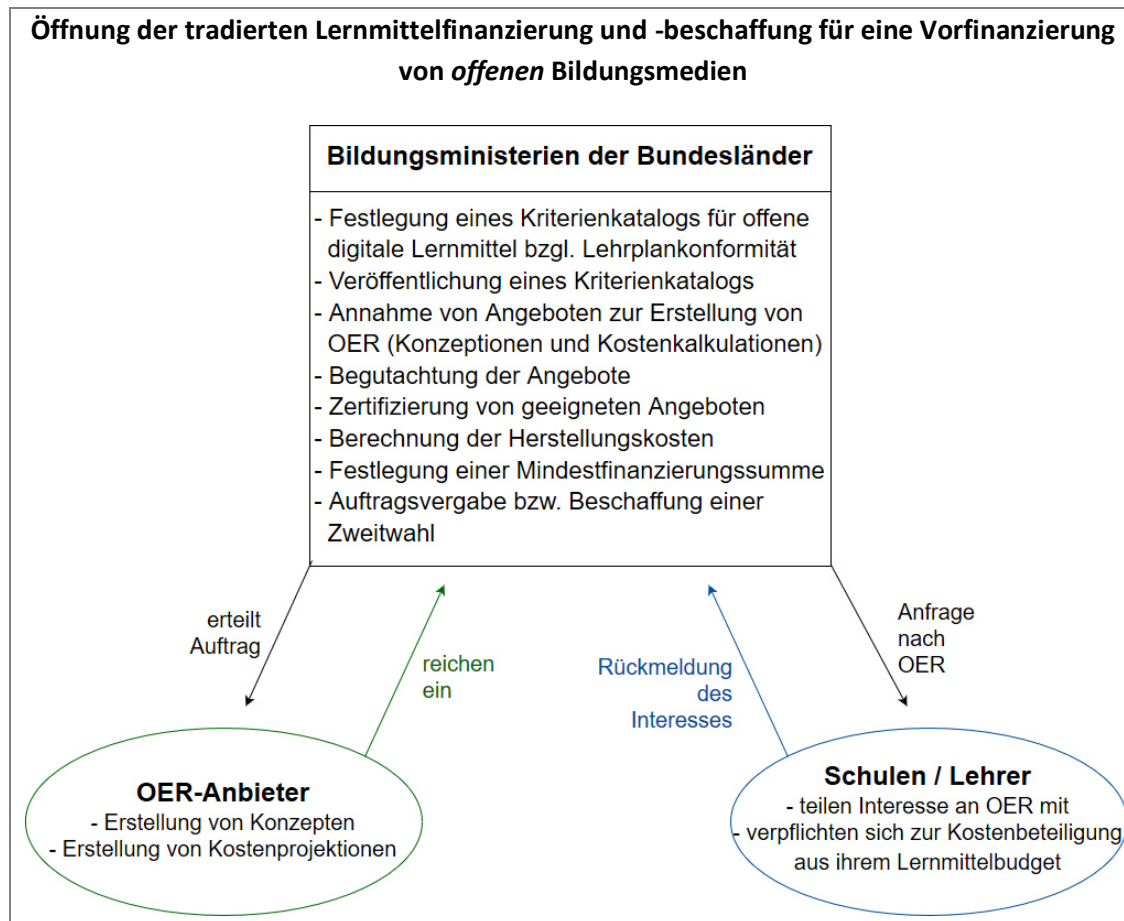 Öffnung der tradierten Lernmittelfinanzierung und -beschaffung für eine Vorfinanzierung
von offenen Bildungsmedien
Bildungsministerien der Bundesländer
- Festlegung eines Kriterienkatalogs für offene
digitale Lernmittel bzgl. Lehrplankonformität
- Veröffentlichung eines Kriterienkatalogs
- Annahme von Angeboten zur Erstellung von
OER (Konzeptionen und Kostenkalkulationen)
- Begutachtung der Angebote
- Zertifizierung von geeigneten Angeboten
- Berechnung der Herstellungskosten
- Festlegung einer Mindestfinanzierungssumme
- Auftragsvergabe bzw. Beschaffung einer
Zweitwahl
erteilt
Auftrag
reichen
ein
Rückmeldung
des
Interesses
Anfrage
nach
OER
OER-Anbieter
- Erstellung von Konzepten
- Erstellung von Kostenprojektionen
Schulen / Lehrer
- teilen Interesse an OER mit
- verpflichten sich zur Kostenbeteiligung
aus ihrem Lernmittelbudget